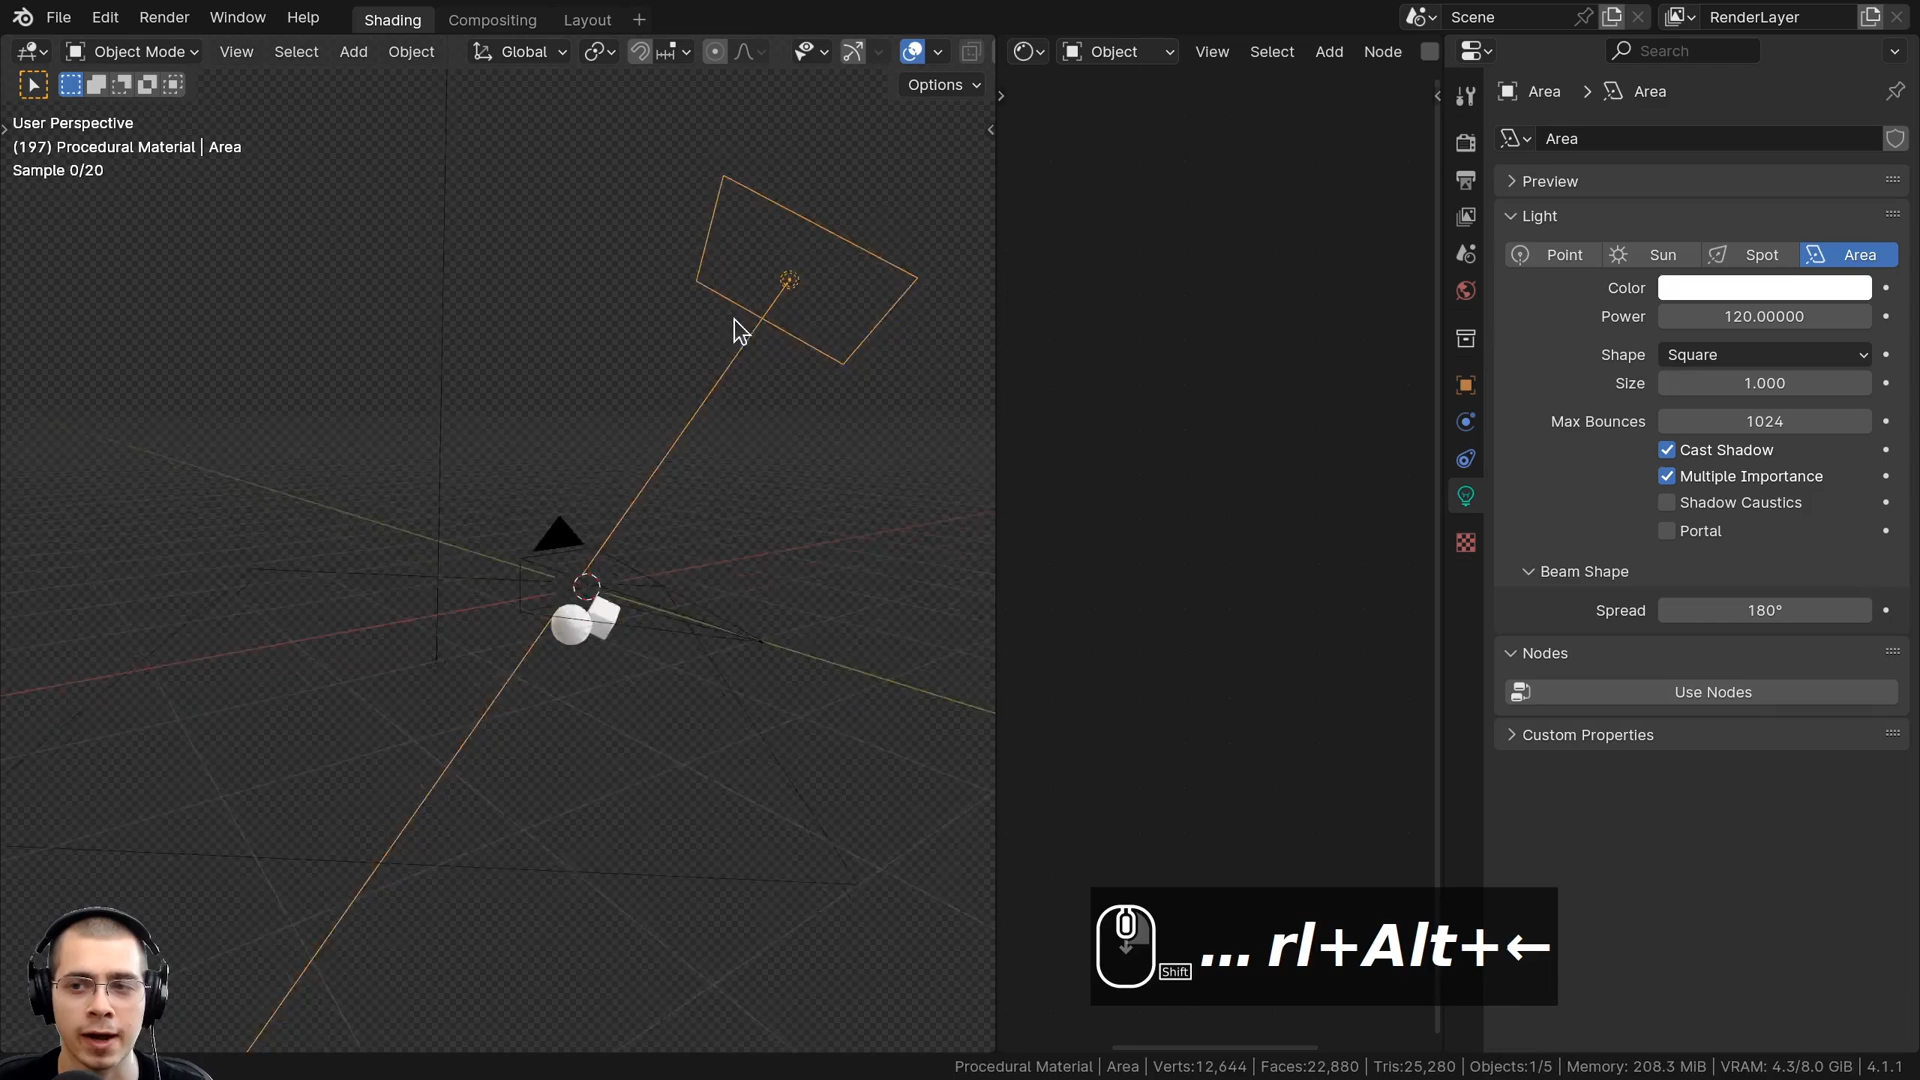 File Edit Render Window Help Shading Compositing Layout + Scene RenderLayer
Object Mode View Select Add Object Global Object View Select Add Node Search
Options
User Perspective
(197) Procedural Material | Area
Sample 0/20
Area > Area
Area
Preview
Light
Point Sun Spot Area
Color
Power 120.00000
Shape Square
Size 1.000
Max Bounces 1024
Cast Shadow
Multiple Importance
Shadow Caustics
Portal
Beam Shape
Spread 180°
Nodes
Use Nodes
Custom Properties
Shift ... rl+Alt+←
Procedural Material | Area | Verts:12,644 | Faces:22,880 | Tris:25,280 | Objects:1/5 | Memory: 208.3 MiB | VRAM: 4.3/8.0 GiB | 4.1.1